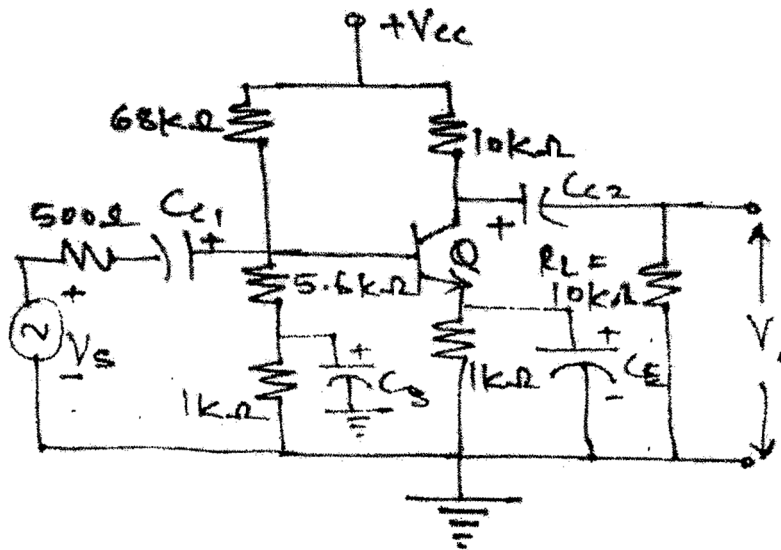 +Vcc
68kΩ
10kΩ
500Ω
Cc1
+
Cc2
+
Q
5.6kΩ
RL =
10kΩ
+
Vs
-
+
CB
1kΩ
1kΩ
+
CE
-